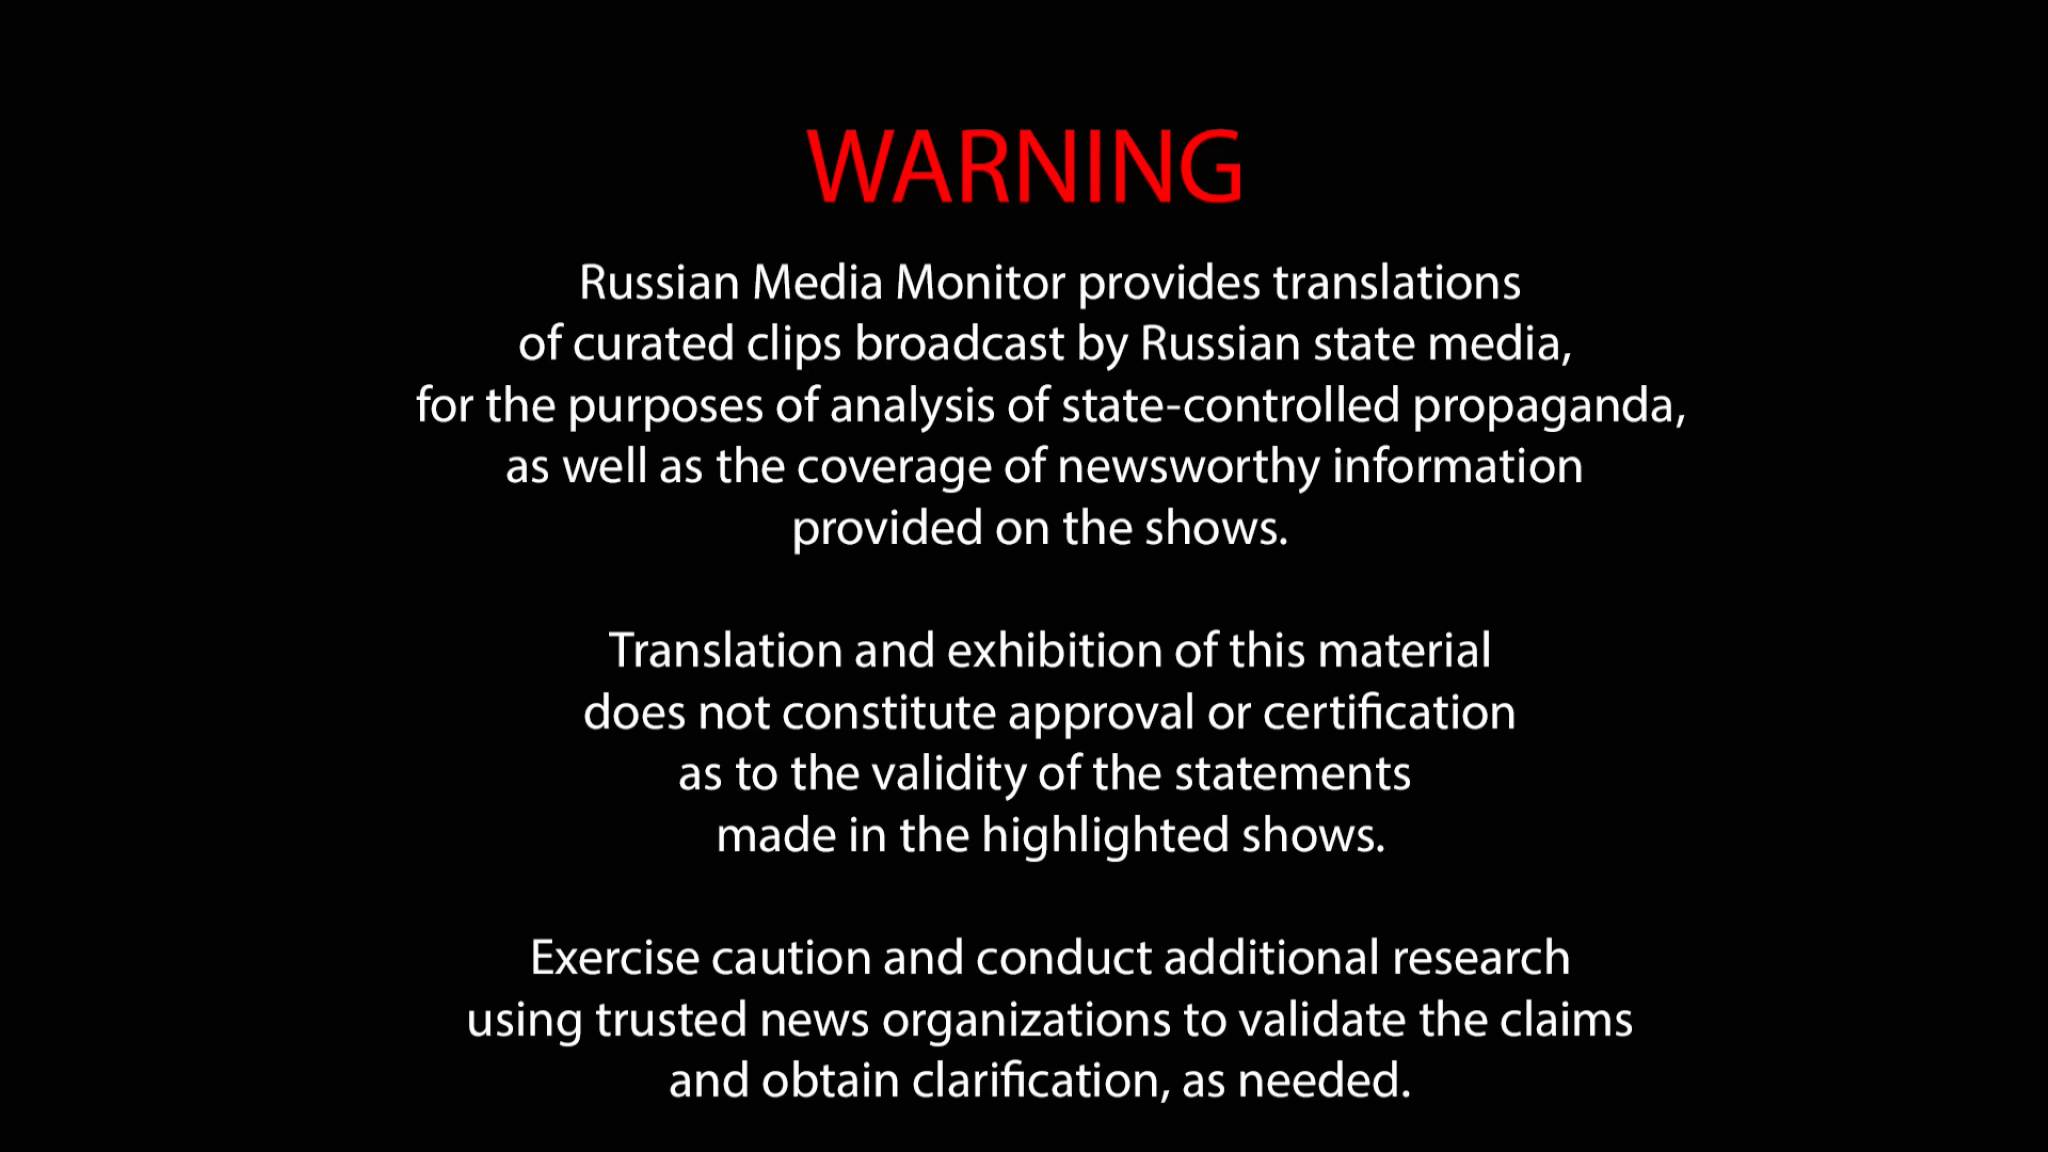 WARNING
Russian Media Monitor provides translations
of curated clips broadcast by Russian state media,
for the purposes of analysis of state-controlled propaganda,
as well as the coverage of newsworthy information
provided on the shows.
Translation and exhibition of this material
does not constitute approval or certification
as to the validity of the statements
made in the highlighted shows.
Exercise caution and conduct additional research
using trusted news organizations to validate the claims
and obtain clarification, as needed.